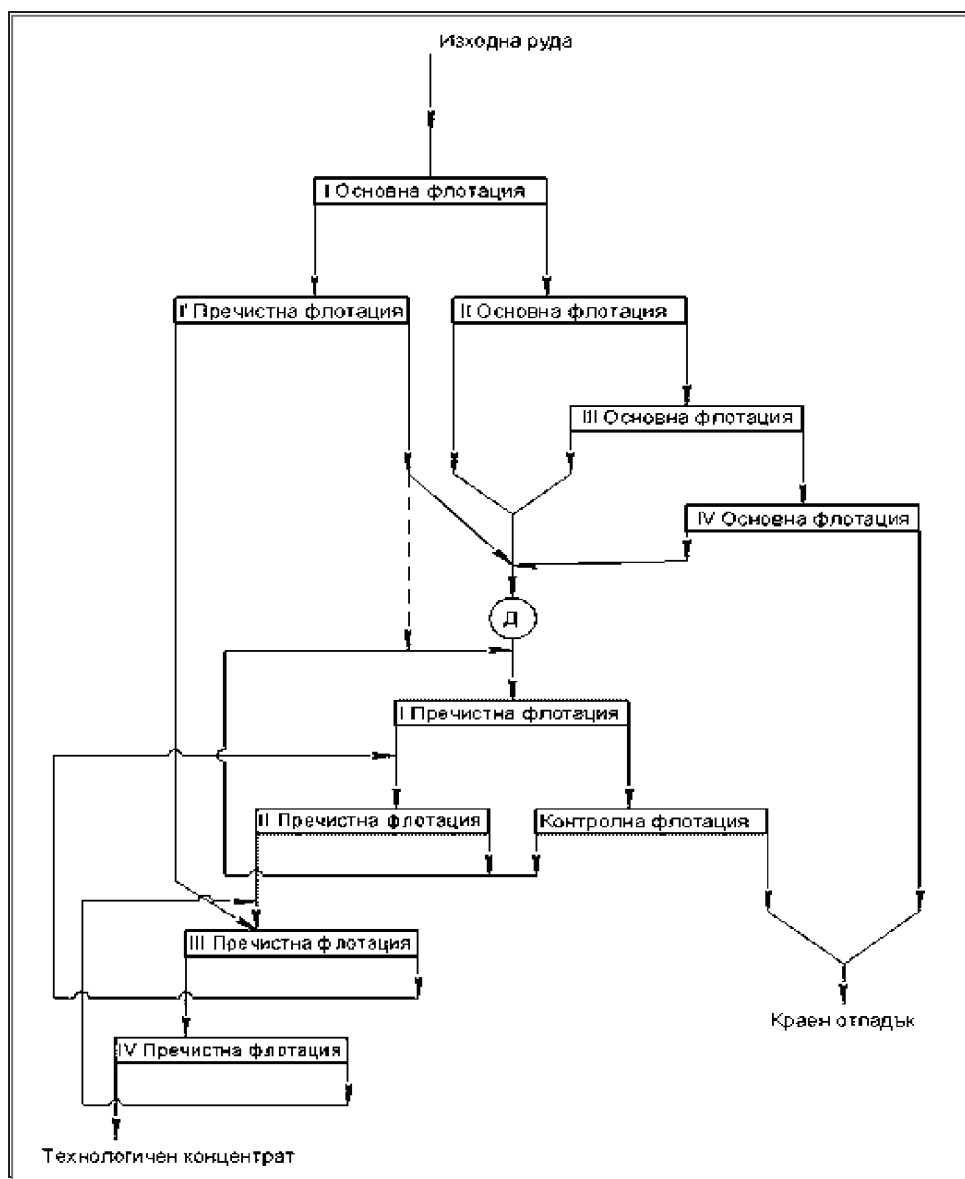 Изходна руда
I Основна флотация
I' Пречистна флотация
II Основна флотация
III Основна флотация
IV Основна флотация
Д
I Пречистна флотация
II Пречистна флотация
Контролна флотация
III Пречистна флотация
Краен отпадък
IV Пречистна флотация
Технологичен концентрат